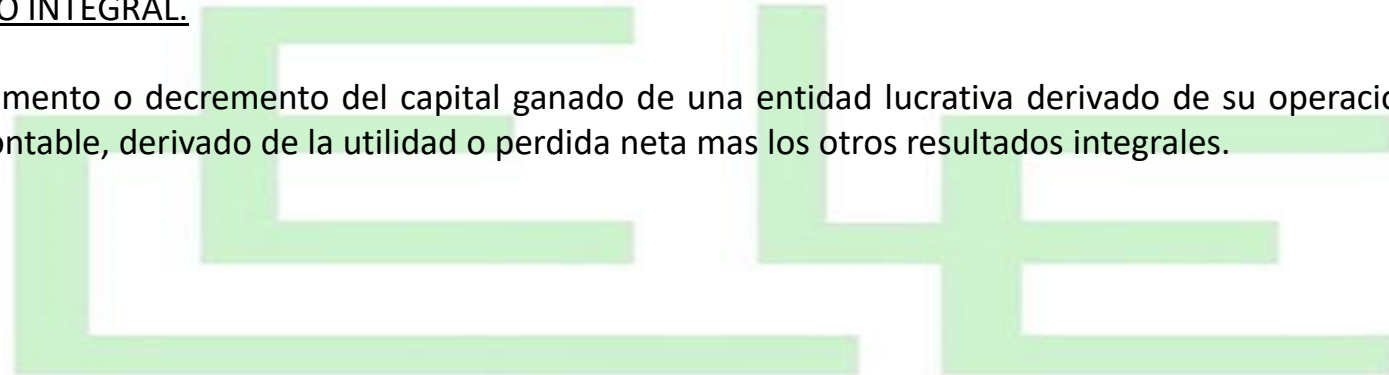 O INTEGRAL.
mento o decremento del capital ganado de una entidad lucrativa derivado de su operació
ontable, derivado de la utilidad o perdida neta mas los otros resultados integrales.